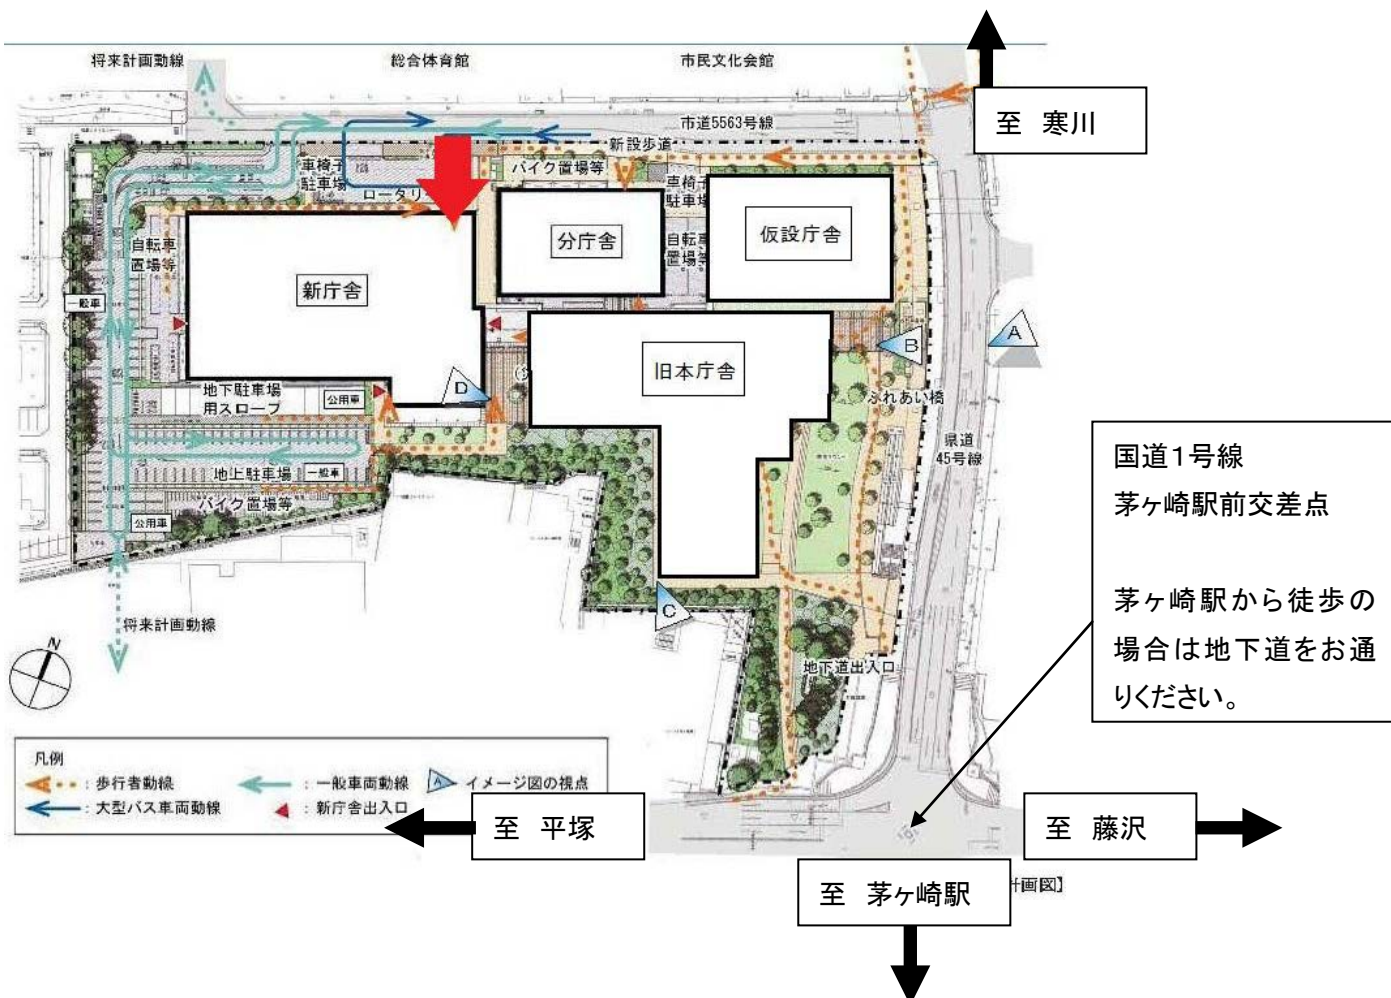 将来計画動線
総合体育館
市民文化会館
至 寒川
市道5563号線
新設歩道
車椅子
駐車場
バイク置場等
車椅子
駐車場
ロータリ
自転車
置場等
新庁舎
分庁舎
自転車
置場等
仮設庁舎
一般車
A
B
旧本庁舎
D
地下駐車場
用スロープ
公用車
ふれあい橋
県道
45号線
地上駐車場
一般車
バイク置場等
公用車
国道1号線
茅ヶ崎駅前交差点
茅ヶ崎駅から徒歩の
場合は地下道をお通
りください。
C
将来計画動線
N
地下道出入口
凡例
:歩行者動線
:一般車両動線
A イメージ図の視点
:大型バス車両動線
:新庁舎出入口
至 平塚
至 藤沢
至 茅ヶ崎駅
計画図】